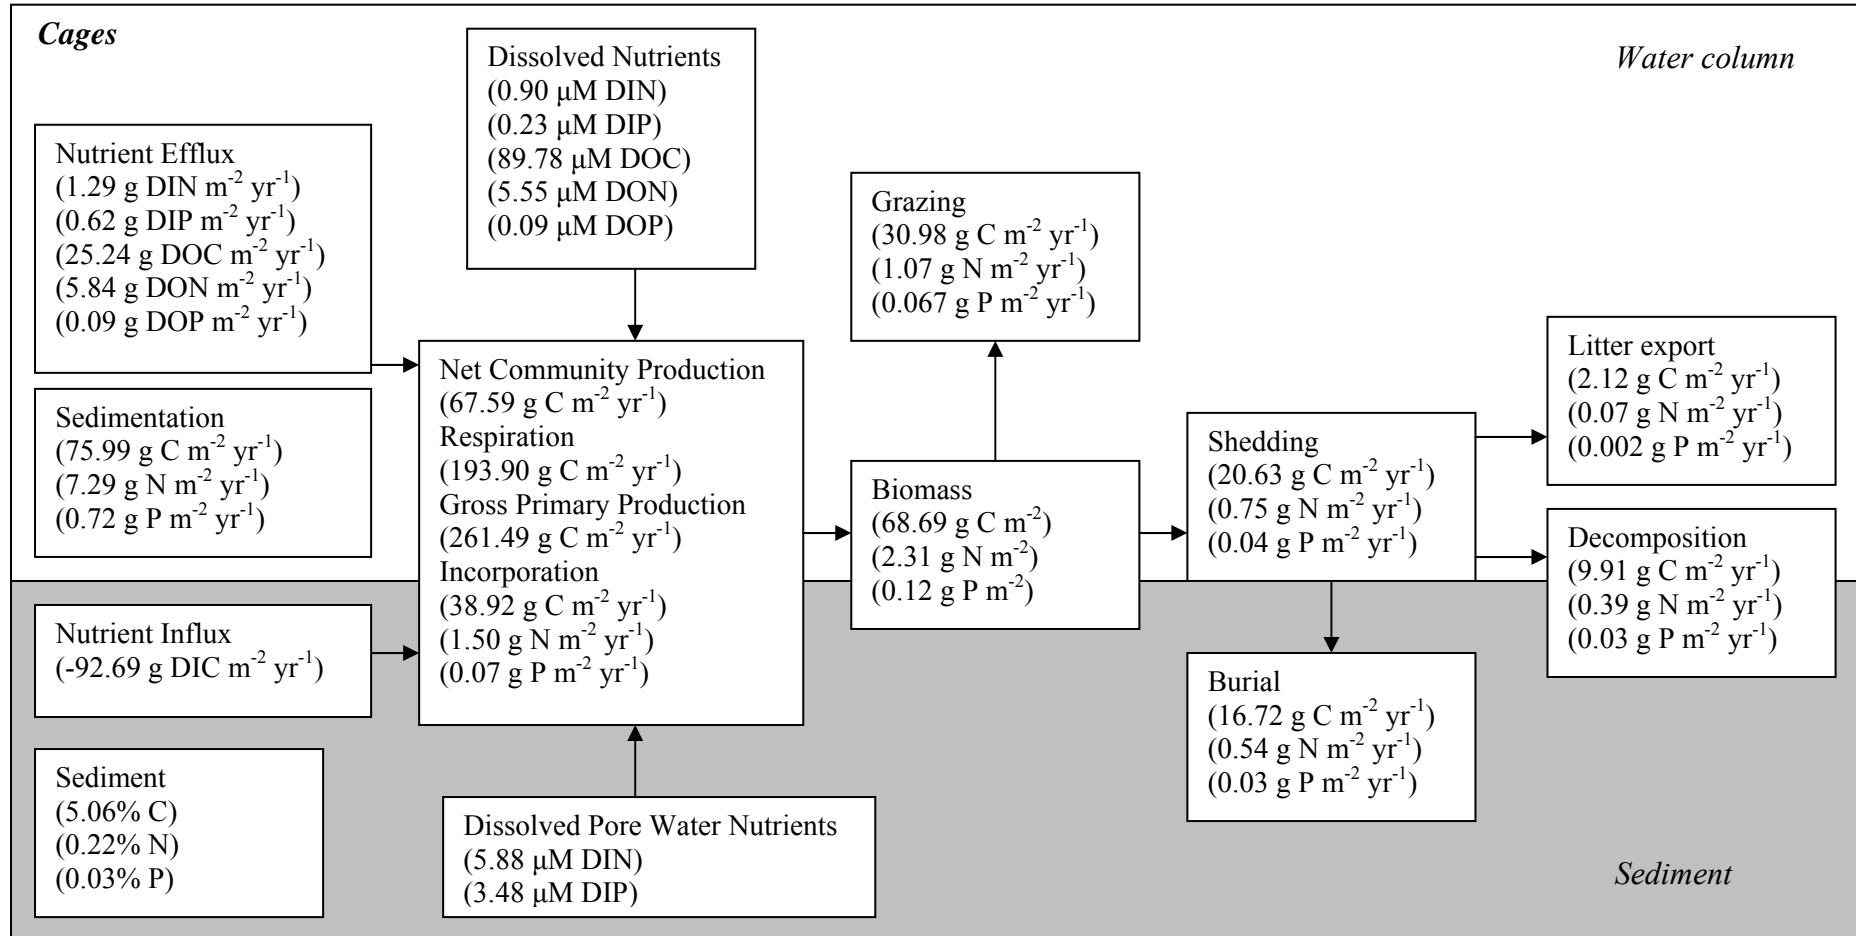 Cages
Water column
Dissolved Nutrients
(0.90 μM DIN)
(0.23 μM DIP)
(89.78 μM DOC)
(5.55 μM DON)
(0.09 μM DOP)
Nutrient Efflux
(1.29 g DIN m⁻² yr⁻¹)
(0.62 g DIP m⁻² yr⁻¹)
(25.24 g DOC m⁻² yr⁻¹)
(5.84 g DON m⁻² yr⁻¹)
(0.09 g DOP m⁻² yr⁻¹)
Grazing
(30.98 g C m⁻² yr⁻¹)
(1.07 g N m⁻² yr⁻¹)
(0.067 g P m⁻² yr⁻¹)
Sedimentation
(75.99 g C m⁻² yr⁻¹)
(7.29 g N m⁻² yr⁻¹)
(0.72 g P m⁻² yr⁻¹)
Net Community Production
(67.59 g C m⁻² yr⁻¹)
Respiration
(193.90 g C m⁻² yr⁻¹)
Gross Primary Production
(261.49 g C m⁻² yr⁻¹)
Incorporation
(38.92 g C m⁻² yr⁻¹)
(1.50 g N m⁻² yr⁻¹)
(0.07 g P m⁻² yr⁻¹)
Biomass
(68.69 g C m⁻²)
(2.31 g N m⁻²)
(0.12 g P m⁻²)
Shedding
(20.63 g C m⁻² yr⁻¹)
(0.75 g N m⁻² yr⁻¹)
(0.04 g P m⁻² yr⁻¹)
Litter export
(2.12 g C m⁻² yr⁻¹)
(0.07 g N m⁻² yr⁻¹)
(0.002 g P m⁻² yr⁻¹)
Decomposition
(9.91 g C m⁻² yr⁻¹)
(0.39 g N m⁻² yr⁻¹)
(0.03 g P m⁻² yr⁻¹)
Nutrient Influx
(-92.69 g DIC m⁻² yr⁻¹)
Burial
(16.72 g C m⁻² yr⁻¹)
(0.54 g N m⁻² yr⁻¹)
(0.03 g P m⁻² yr⁻¹)
Sediment
(5.06% C)
(0.22% N)
(0.03% P)
Dissolved Pore Water Nutrients
(5.88 μM DIN)
(3.48 μM DIP)
Sediment